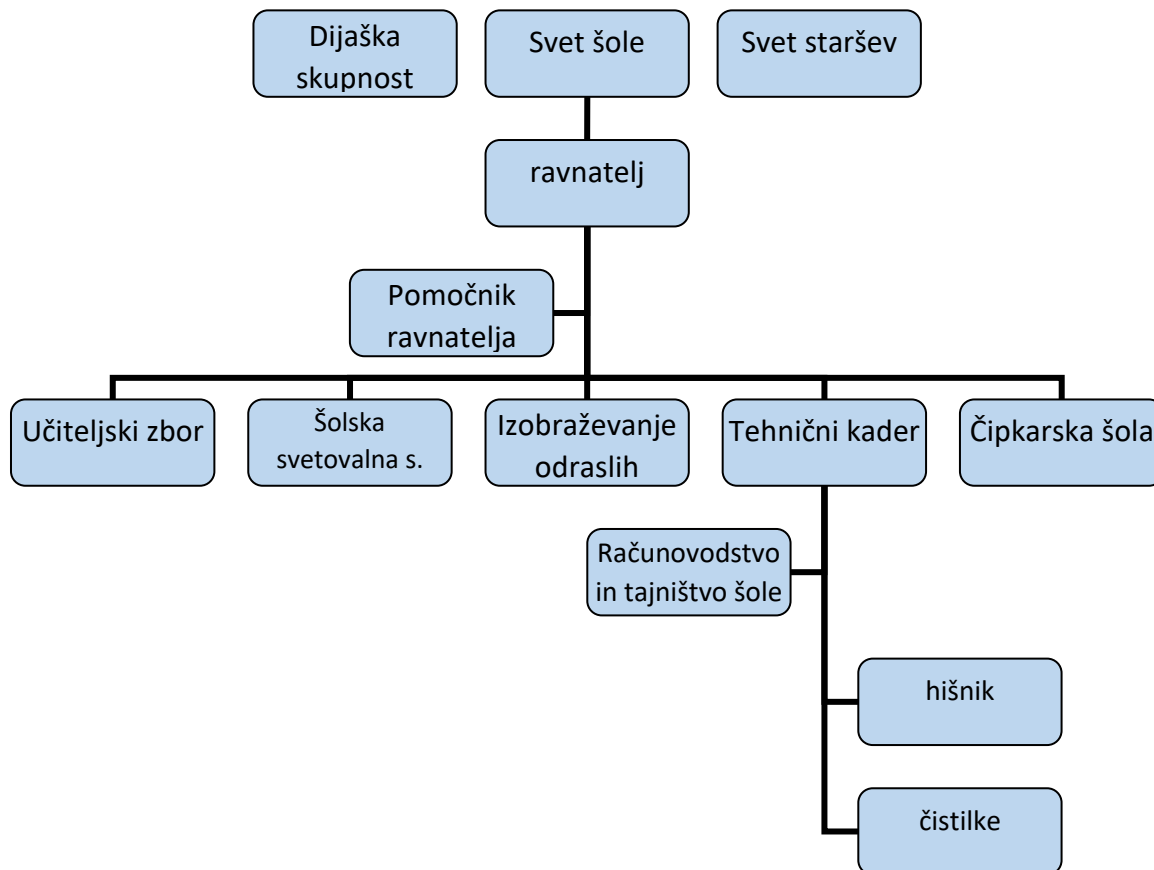 Dijaška
skupnost
Svet šole
Svet staršev
ravnatelj
Pomočnik
ravnatelja
Učiteljski zbor
Šolska
svetovalna s.
Izobraževanje
odraslih
Tehnični kader
Čipkarska šola
Računovodstvo
in tajništvo šole
hišnik
čistilke